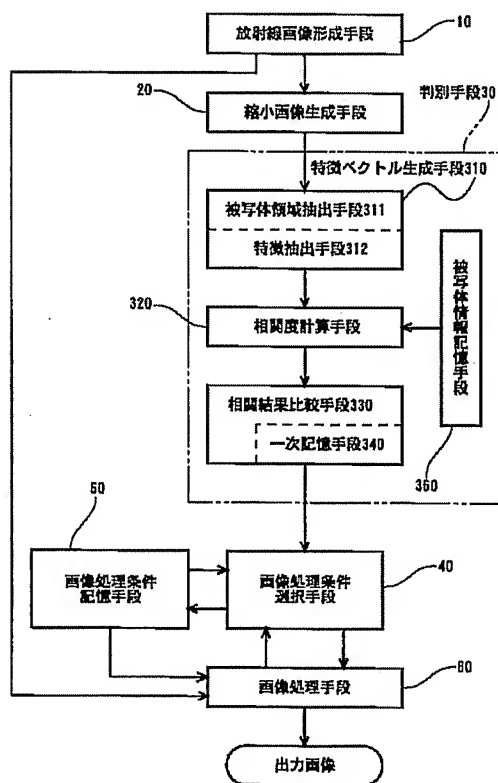 放射線画像形成手段
10
20
縮小画像生成手段
判別手段30
特徴ベクトル生成手段310
被写体領域抽出手段311
特徴抽出手段312
320
相関度計算手段
被写体情報記憶手段
相関結果比較手段330
一次記憶手段340
360
50
画像処理条件
記憶手段
画像処理条件
選択手段
40
画像処理手段
60
出力画像